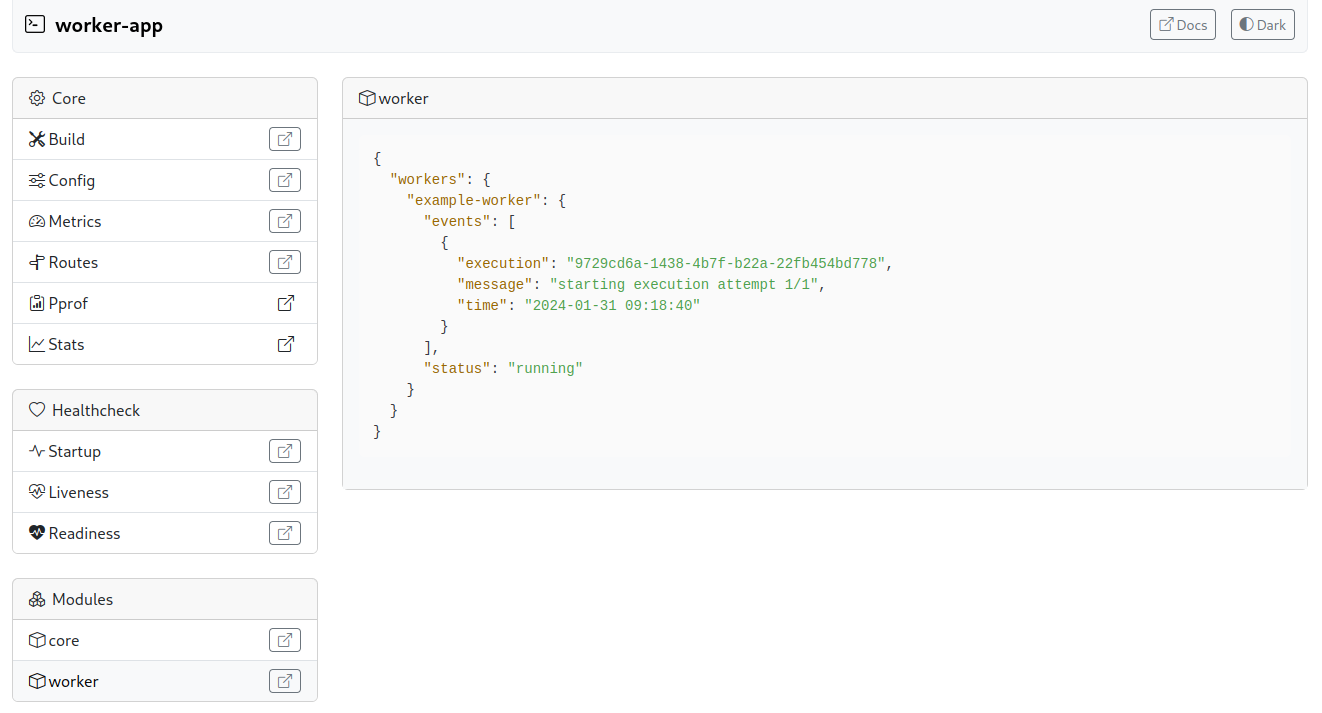 worker-app
Docs
Dark
Core
Build
Config
Metrics
Routes
Pprof
Stats
Healthcheck
Startup
Liveness
Readiness
Modules
core
worker
worker
{
  "workers": {
    "example-worker": {
      "events": [
        {
          "execution": "9729cd6a-1438-4b7f-b22a-22fb454bd778",
          "message": "starting execution attempt 1/1",
          "time": "2024-01-31 09:18:40"
        }
      ],
      "status": "running"
    }
  }
}